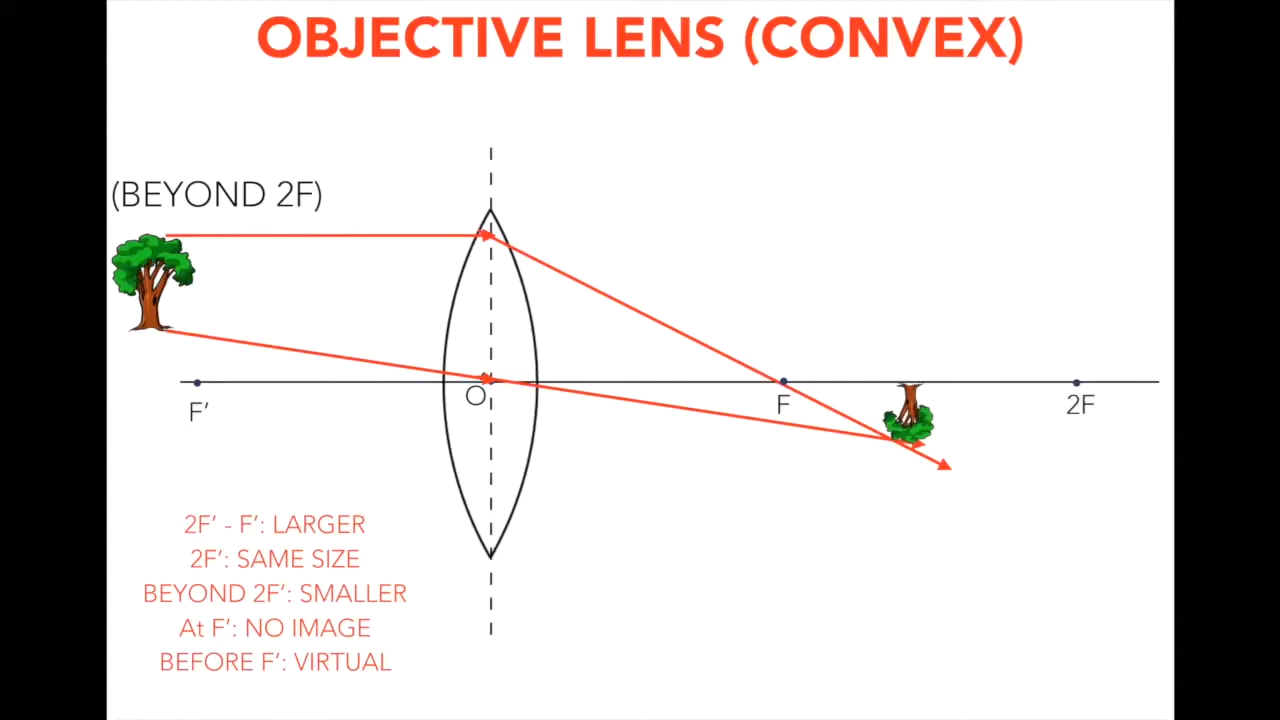 OBJECTIVE LENS (CONVEX)
(BEYOND 2F)
O
F’
F
2F
2F’ - F’: LARGER
2F’: SAME SIZE
BEYOND 2F’: SMALLER
At F’: NO IMAGE
BEFORE F’: VIRTUAL